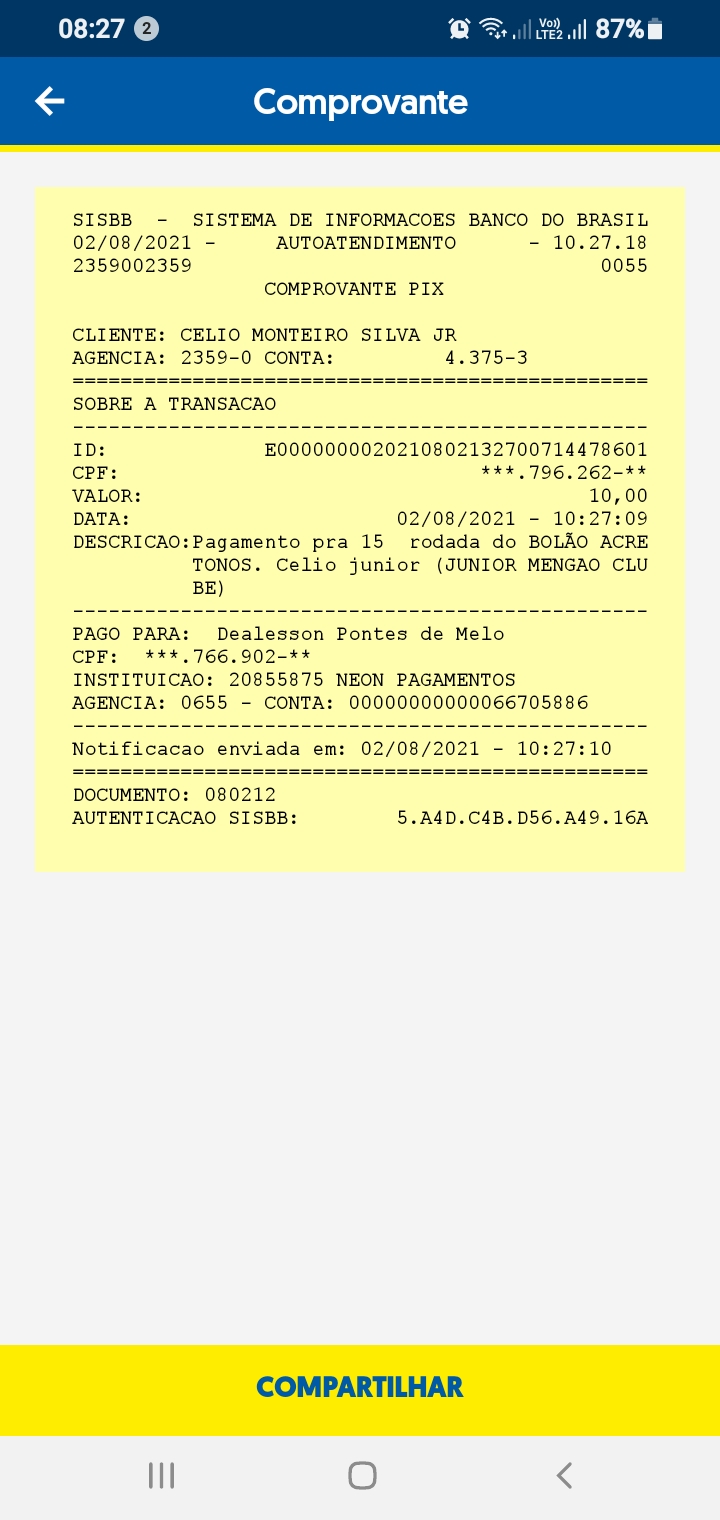 08:27 2 Vo)) LTE2 87%
Comprovante
SISBB - SISTEMA DE INFORMACOES BANCO DO BRASIL
02/08/2021 - AUTOATENDIMENTO - 10.27.18
2359002359 0055
COMPROVANTE PIX
CLIENTE: CELIO MONTEIRO SILVA JR
AGENCIA: 2359-0 CONTA: 4.375-3
================================================
SOBRE A TRANSACAO
------------------------------------------------
ID: E0000000020210802132700714478601
CPF: ***.796.262-**
VALOR: 10,00
DATA: 02/08/2021 - 10:27:09
DESCRICAO:Pagamento pra 15 rodada do BOLÃO ACRE
TONOS. Celio junior (JUNIOR MENGAO CLU
BE)
------------------------------------------------
PAGO PARA: Dealesson Pontes de Melo
CPF: ***.766.902-**
INSTITUICAO: 20855875 NEON PAGAMENTOS
AGENCIA: 0655 - CONTA: 00000000000066705886
------------------------------------------------
Notificacao enviada em: 02/08/2021 - 10:27:10
================================================
DOCUMENTO: 080212
AUTENTICACAO SISBB: 5.A4D.C4B.D56.A49.16A
COMPARTILHAR